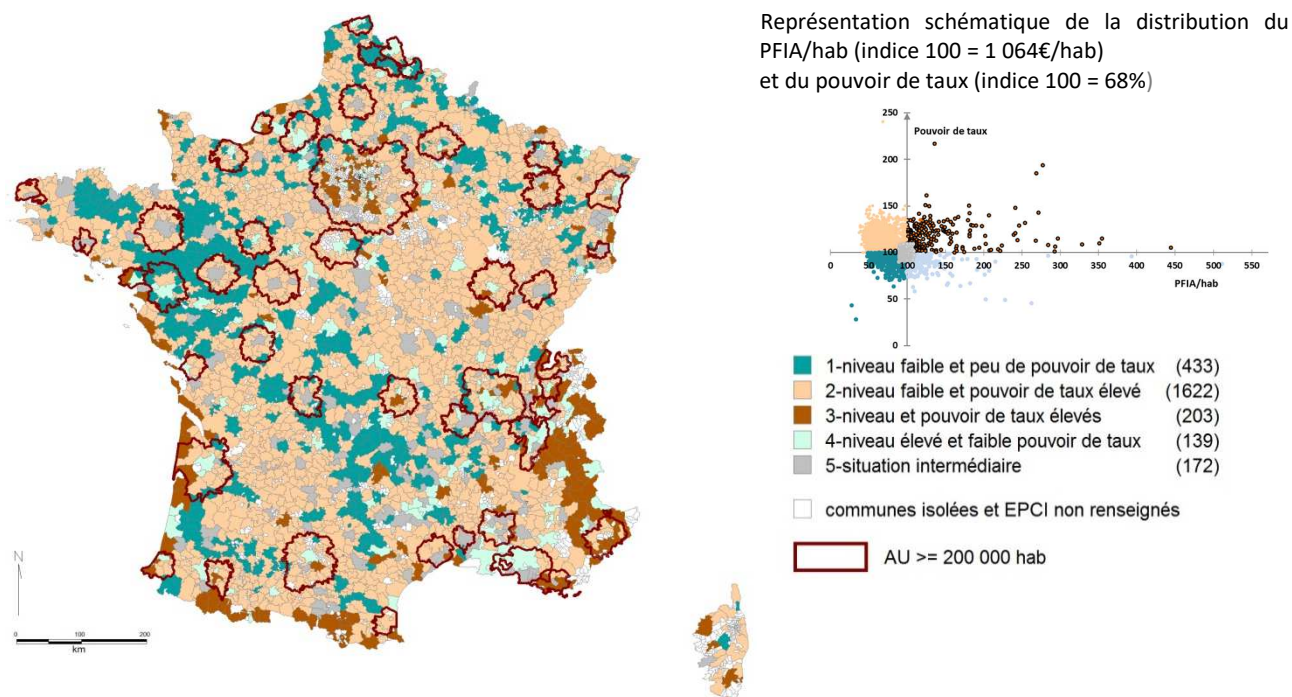 Représentation schématique de la distribution du
PFIA/hab (indice 100 = 1 064€/hab)
et du pouvoir de taux (indice 100 = 68%)
250
Pouvoir de taux
200
150
100
0 50 100 150 200 250 300 350 400 450 500 550
PFIA/hab
50
0
1-niveau faible et peu de pouvoir de taux (433)
2-niveau faible et pouvoir de taux élevé (1622)
3-niveau et pouvoir de taux élevés (203)
4-niveau élevé et faible pouvoir de taux (139)
5-situation intermédiaire (172)
communes isolées et EPCI non renseignés
AU >= 200 000 hab
N
0 100 200
km